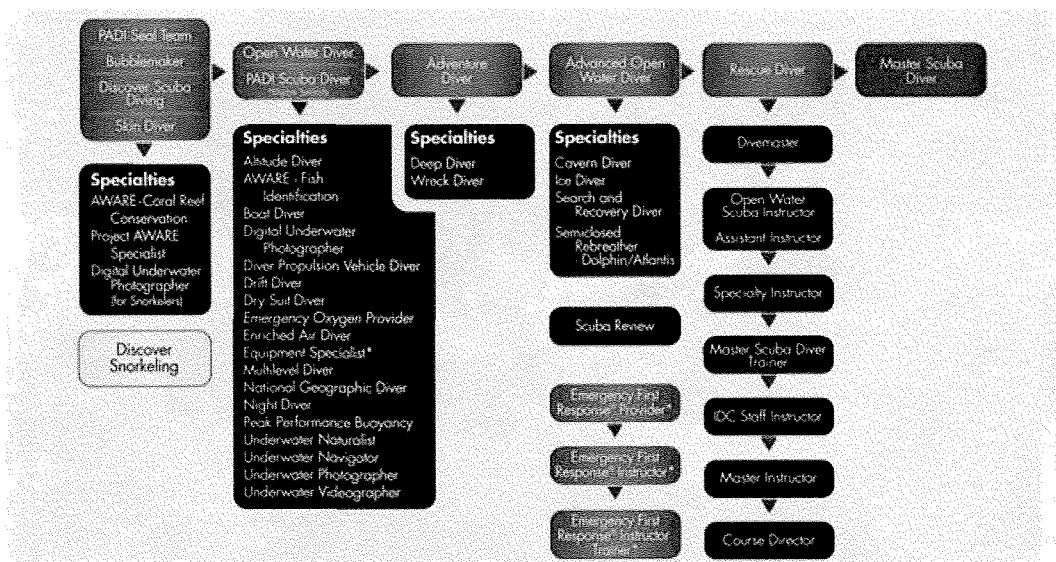 PADI Seal Team
Bubblemaker
Discover Scuba
Diving
Skin Diver
Specialties
AWARE-Coral Reef
Conservation
Project AWARE
Specialist
Digital Underwater
Photographer
(for Snorkelers)
Discover
Snorkeling
Open Water Diver
PADI Scuba Diver
Specialties
Altitude Diver
AWARE - Fish
Identification
Boat Diver
Digital Underwater
Photographer
Diver Propulsion Vehicle Diver
Drift Diver
Dry Suit Diver
Emergency Oxygen Provider
Enriched Air Diver
Equipment Specialist*
Multilevel Diver
National Geographic Diver
Night Diver
Peak Performance Buoyancy
Underwater Naturalist
Underwater Navigator
Underwater Photographer
Underwater Videographer
Adventure
Diver
Specialties
Deep Diver
Wreck Diver
Advanced Open
Water Diver
Specialties
Cavern Diver
Ice Diver
Search and
Recovery Diver
Semiclosed
Rebreather
- Dolphin/Atlantis
Scuba Review
Emergency First
Response® Provider*
Emergency First
Response® Instructor*
Emergency First
Response® Instructor
Trainer*
Rescue Diver
Divemaster
Open Water
Scuba Instructor
Assistant Instructor
Specialty Instructor
Master Scuba Diver
Trainer
IDC Staff Instructor
Master Instructor
Course Director
Master Scuba
Diver